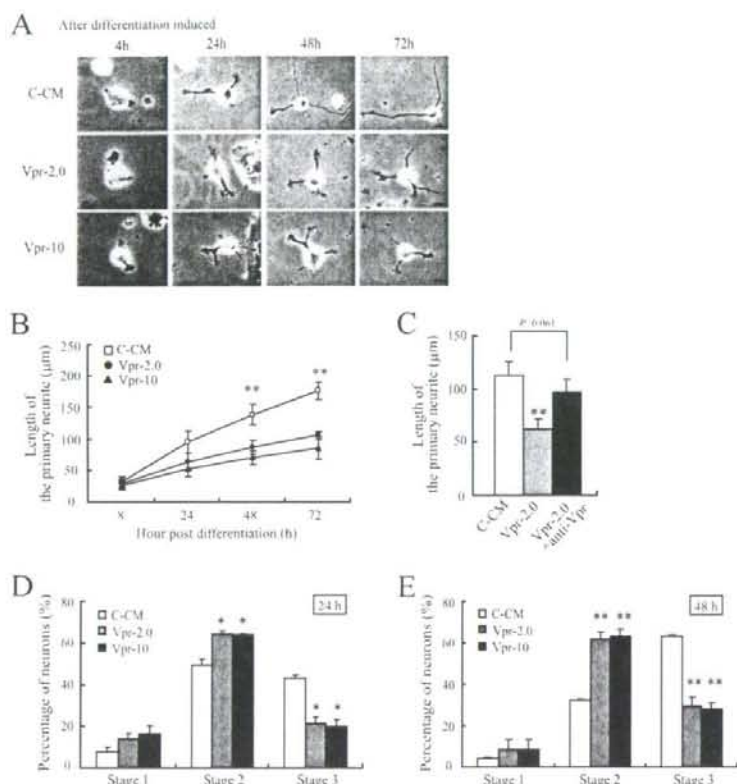 A
After differentiation induced
4h 24h 48h 72h
C-CM
Vpr-2.0
Vpr-10
B
C-CM
Vpr-2.0
Vpr-10
Length of
the primary neurite (μm)
250
200
150
100
50
0
** **
24 72
Hour post differentiation (h)
C
Length of
the primary neurite (μm)
150
100
50
0
**
C-CM
Vpr-2.0
Vpr-2.0
+anti-Vpr
D
24 h
C-CM
Vpr-2.0
Vpr-10
Percentage of neurons (%)
80
60
40
20
0
* *
* *
Stage 1 Stage 2 Stage 3
E
48 h
C-CM
Vpr-2.0
Vpr-10
Percentage of neurons (%)
80
60
40
20
0
** **
** **
Stage 1 Stage 2 Stage 3